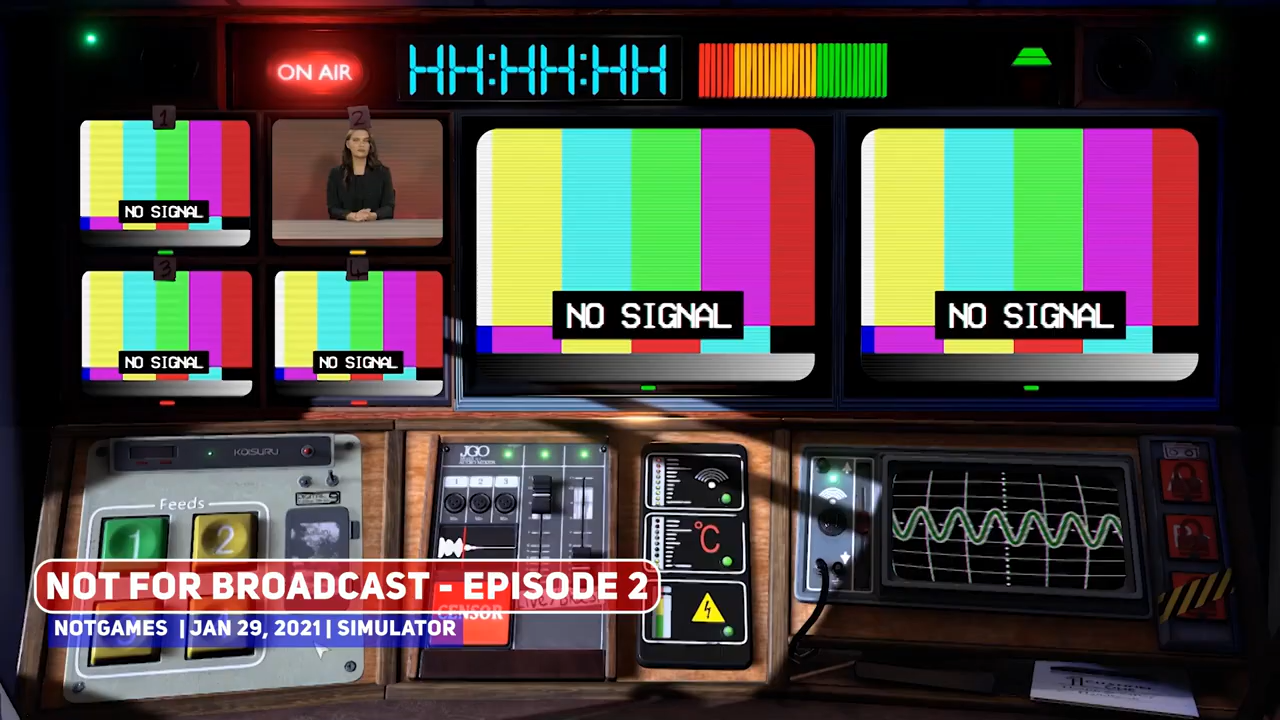 ON AIR
HH:HH:HH
1
2
NO SIGNAL
NO SIGNAL
NO SIGNAL
3
4
NO SIGNAL
NO SIGNAL
KOISURU
JGO
Feeds
1 2 3
1
2
°C
NOT FOR BROADCAST - EPISODE 2
CENSOR
NOTGAMES | JAN 29, 2021 | SIMULATOR